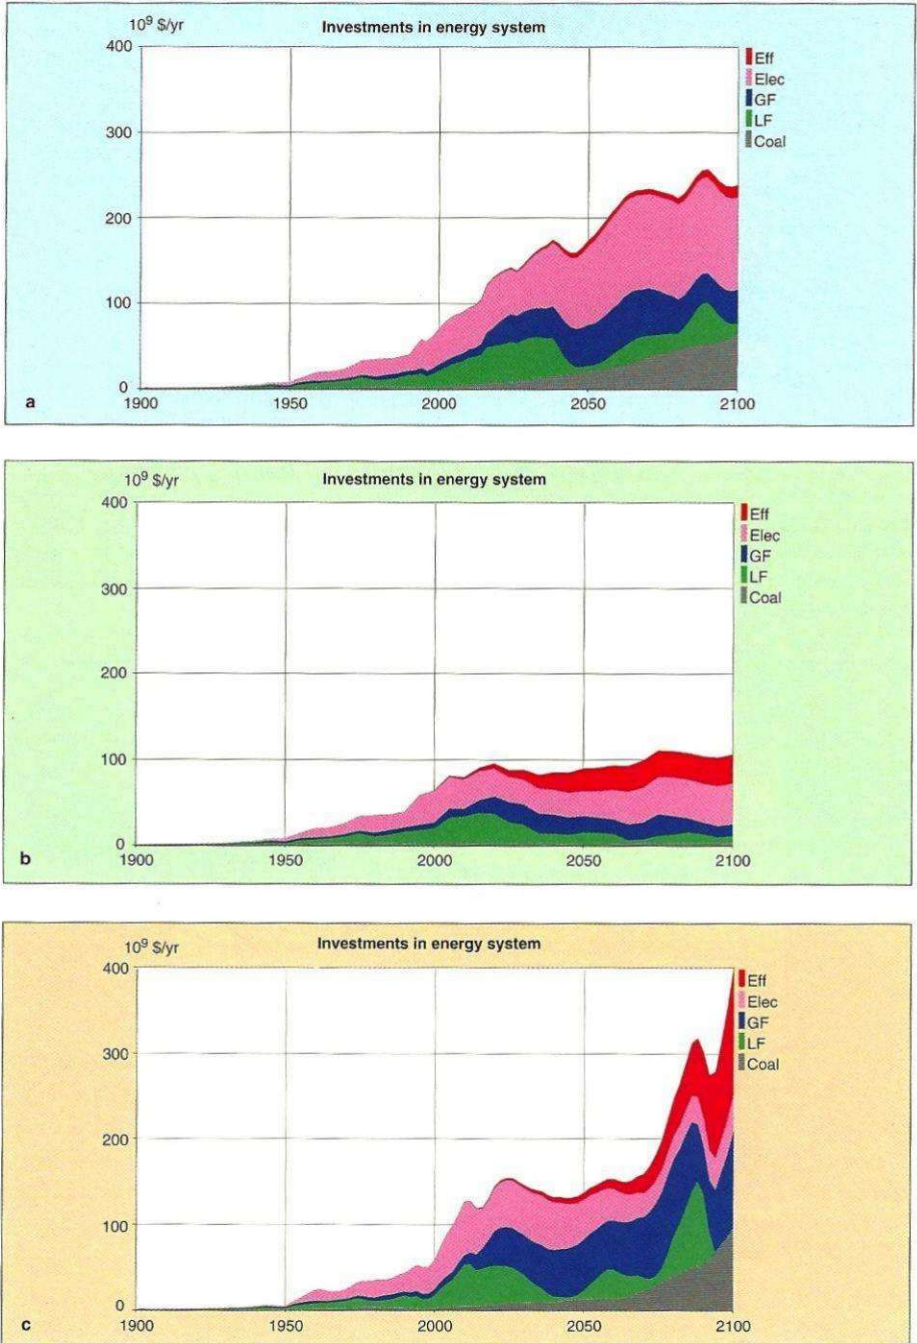 10⁹ $/yr
Investments in energy system
400
300
200
100
0
1900
1950
2000
2050
2100
Eff
Elec
GF
LF
Coal
a
10⁹ $/yr
Investments in energy system
400
300
200
100
0
1900
1950
2000
2050
2100
Eff
Elec
GF
LF
Coal
b
10⁹ $/yr
Investments in energy system
400
300
200
100
0
1900
1950
2000
2050
2100
Eff
Elec
GF
LF
Coal
c